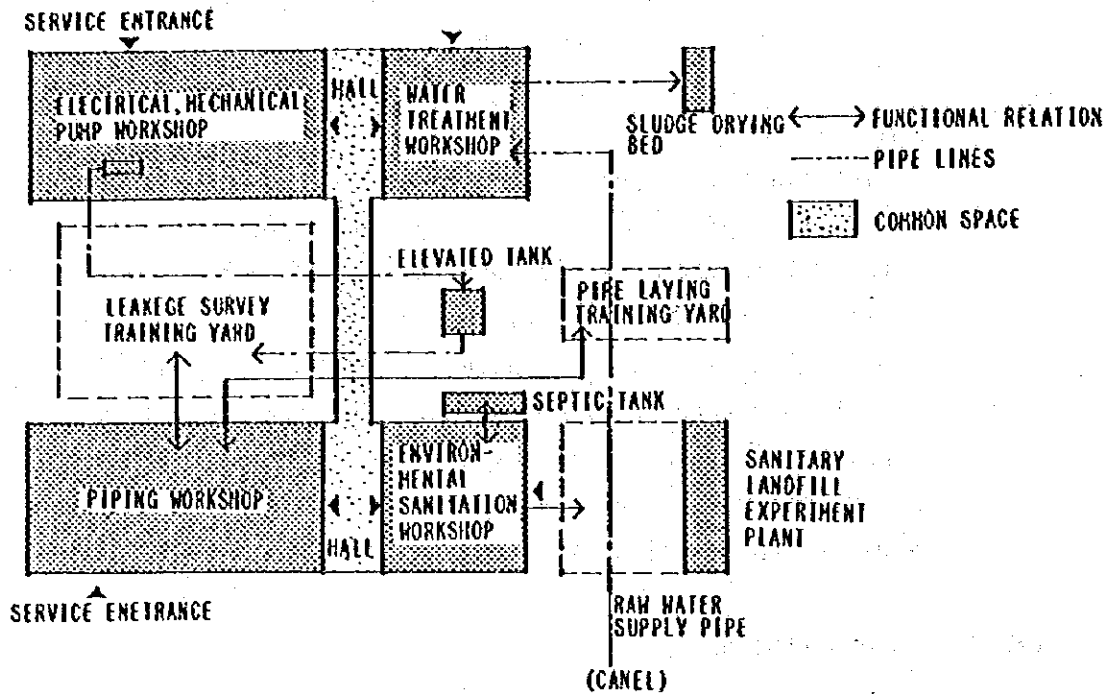 SERVICE ENTRANCE
ELECTRICAL, MECHANICAL
PUMP WORKSHOP
HALL
WATER
TREATMENT
WORKSHOP
SLUDGE DRYING
BED
FUNCTIONAL RELATION
PIPE LINES
COMMON SPACE
ELEVATED TANK
LEAKEGE SURVEY
TRAINING YARD
PIPE LAYING
TRAINING YARD
SEPTIC TANK
PIPING WORKSHOP
HALL
ENVIRON-
MENTAL
SANITATION
WORKSHOP
SANITARY
LANDFILL
EXPERIMENT
PLANT
SERVICE ENETRANCE
RAW WATER
SUPPLY PIPE
(CANEL)